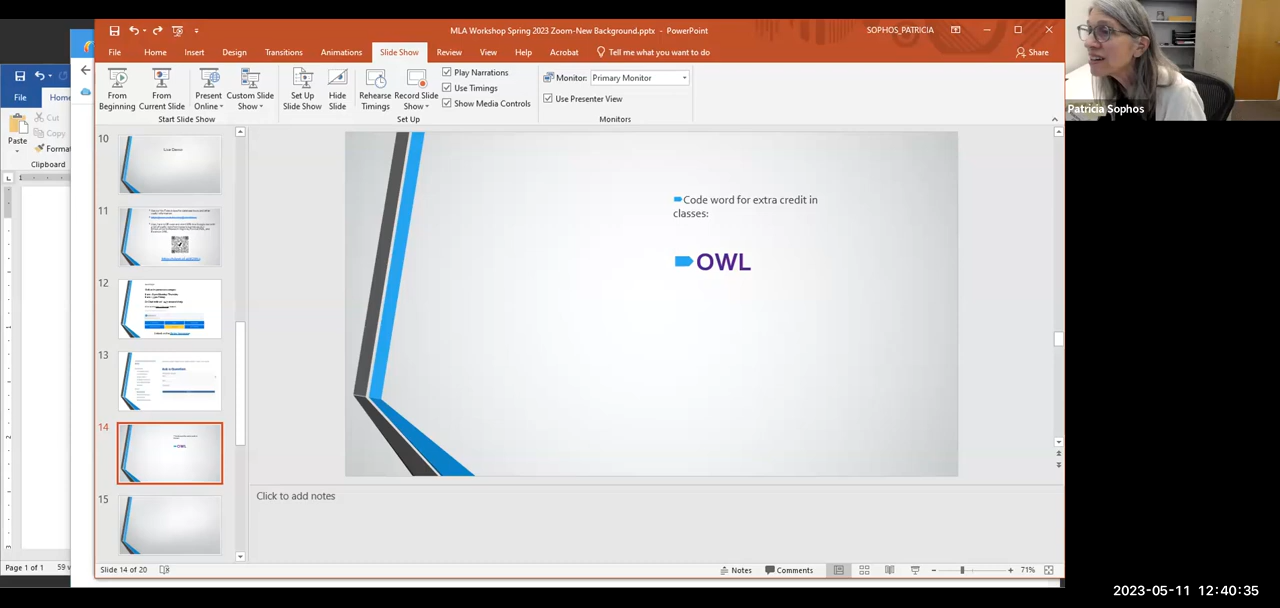 MLA Workshop Spring 2023 Zoom-New Background.pptx - PowerPoint
SOPHOS_PATRICIA
File Home Insert Design Transitions Animations Slide Show Review View Help Acrobat Tell me what you want to do
Share
From Beginning
From Current Slide
Present Online
Custom Slide Show
Set Up Slide Show
Hide Slide
Rehearse Timings
Record Slide Show
Play Narrations
Use Timings
Show Media Controls
Monitor: Primary Monitor
Use Presenter View
Start Slide Show
Set Up
Monitors
File
Home
Paste
Cut
Copy
Format
Clipboard
Page 1 of 1
59
10
11
12
13
14
OWL
15
Code word for extra credit in
classes:
OWL
Click to add notes
Slide 14 of 20
Notes
Comments
71%
Patricia Sophos
2023-05-11 12:40:35